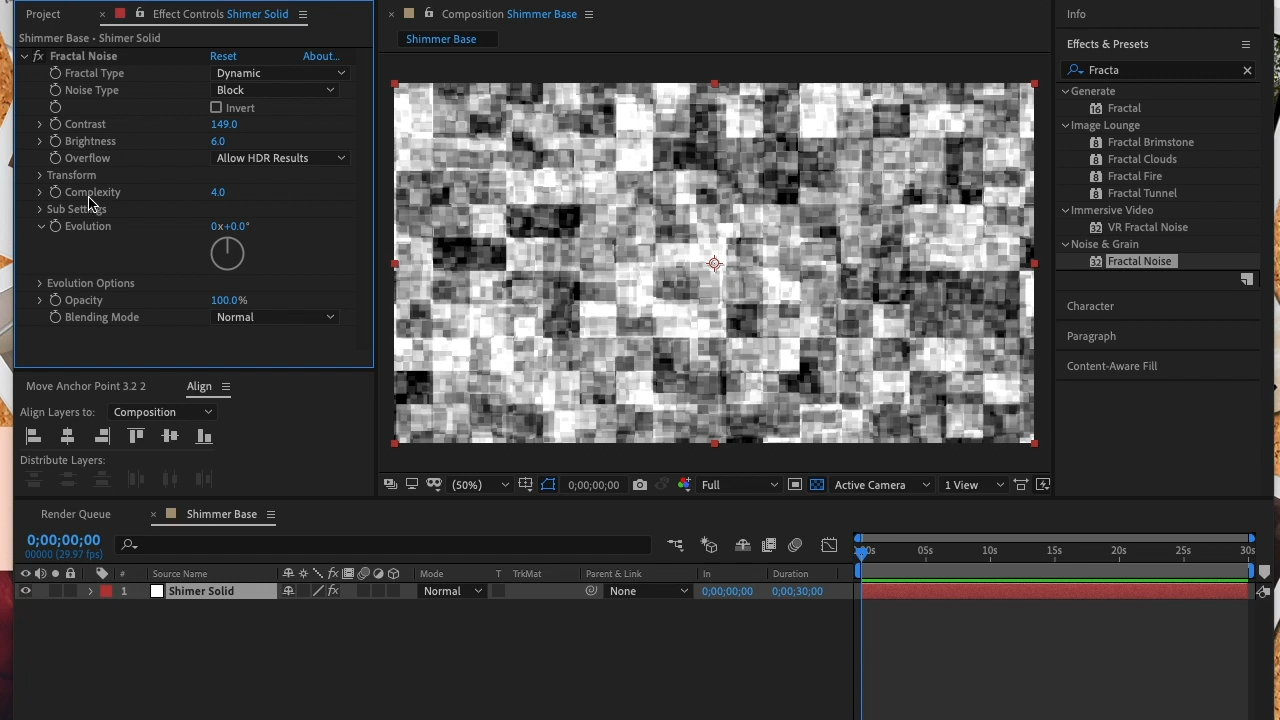 Project × Effect Controls Shimer Solid
Shimmer Base • Shimer Solid
fx Fractal Noise Reset About...
Fractal Type Dynamic
Noise Type Block
Invert
Contrast 149.0
Brightness 6.0
Overflow Allow HDR Results
Transform
Complexity 4.0
Sub Settings
Evolution 0x+0.0°
Evolution Options
Opacity 100.0%
Blending Mode Normal
Move Anchor Point 3.2 2 Align
Align Layers to: Composition
Distribute Layers:
× Composition Shimmer Base
Shimmer Base
(50%) 0;00;00;00 Full Active Camera 1 View
Info
Effects & Presets
Fracta
Generate
Fractal
Image Lounge
Fractal Brimstone
Fractal Clouds
Fractal Fire
Fractal Tunnel
Immersive Video
VR Fractal Noise
Noise & Grain
Fractal Noise
Character
Paragraph
Content-Aware Fill
Render Queue × Shimmer Base
0;00;00;00
00000 (29.97 fps)
# Source Name Mode T TrkMat Parent & Link In Duration
05s 10s 15s 20s 25s 30s
1 Shimer Solid Normal None 0;00;00;00 0;00;30;00